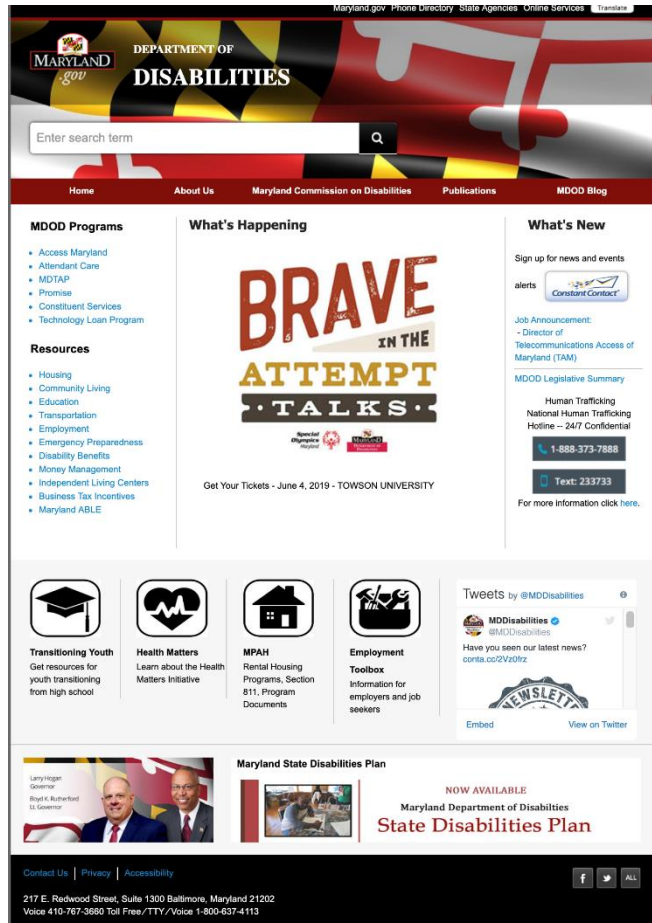 Maryland.gov Phone Directory State Agencies Online Services Translate
MARYLAND
.gov
DEPARTMENT OF
DISABILITIES
Enter search term
Home About Us Maryland Commission on Disabilities Publications MDOD Blog
MDOD Programs
Access Maryland
Attendant Care
MDTAP
Promise
Constituent Services
Technology Loan Program
Resources
Housing
Community Living
Education
Transportation
Employment
Emergency Preparedness
Disability Benefits
Money Management
Independent Living Centers
Business Tax Incentives
Maryland ABLE
What's Happening
BRAVE
IN THE
ATTEMPT
TALKS
Special
Olympics
Maryland
MARYLAND
Get Your Tickets - June 4, 2019 - TOWSON UNIVERSITY
What's New
Sign up for news and events
alerts Constant Contact
Job Announcement:
- Director of
Telecommunications Access of
Maryland (TAM)
MDOD Legislative Summary
Human Trafficking
National Human Trafficking
Hotline -- 24/7 Confidential
1-888-373-7888
Text: 233733
For more information click here.
Transitioning Youth
Get resources for
youth transitioning
from high school
Health Matters
Learn about the Health
Matters Initiative
MPAH
Rental Housing
Programs, Section
811, Program
Documents
Employment
Toolbox
Information for
employers and job
seekers
Tweets by @MDDisabilities
MDDisabilities
@MDDisabilities
Have you seen our latest news?
conta.cc/2Vz0frz
NEWSLETTER
Embed View on Twitter
Larry Hogan
Governor
Boyd K. Rutherford
Lt. Governor
Maryland State Disabilities Plan
NOW AVAILABLE
Maryland Department of Disabilties
State Disabilities Plan
Contact Us Privacy Accessibility
ALL
217 E. Redwood Street, Suite 1300 Baltimore, Maryland 21202
Voice 410-767-3660 Toll Free/TTY/Voice 1-800-637-4113